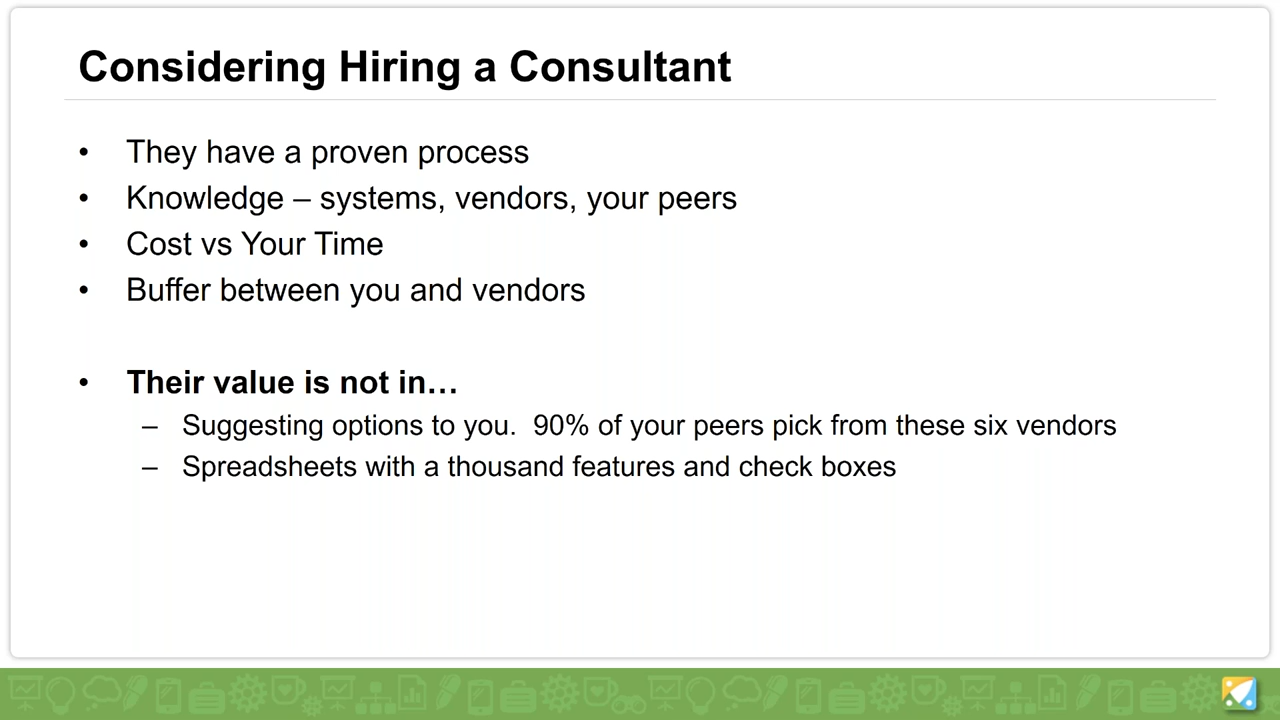 Considering Hiring a Consultant
• They have a proven process
• Knowledge – systems, vendors, your peers
• Cost vs Your Time
• Buffer between you and vendors
• Their value is not in…
– Suggesting options to you.  90% of your peers pick from these six vendors
– Spreadsheets with a thousand features and check boxes